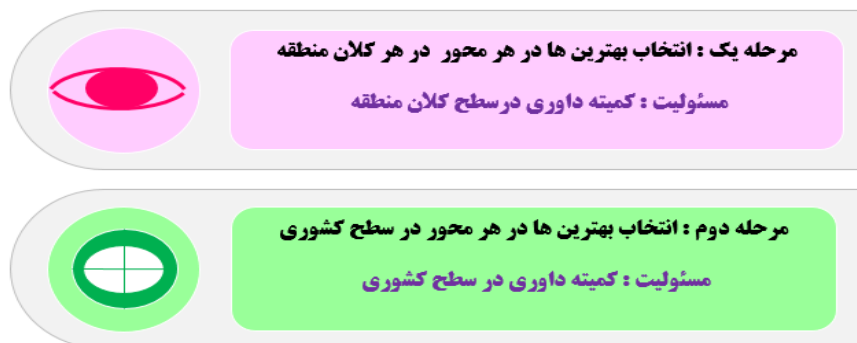 مرحله یک : انتخاب بهترین ها در هر محور در هر کلان منطقه
مسئولیت : کمیته داوری درسطح کلان منطقه
مرحله دوم : انتخاب بهترین ها در هر محور در سطح کشوری
مسئولیت : کمیته داوری در سطح کشوری